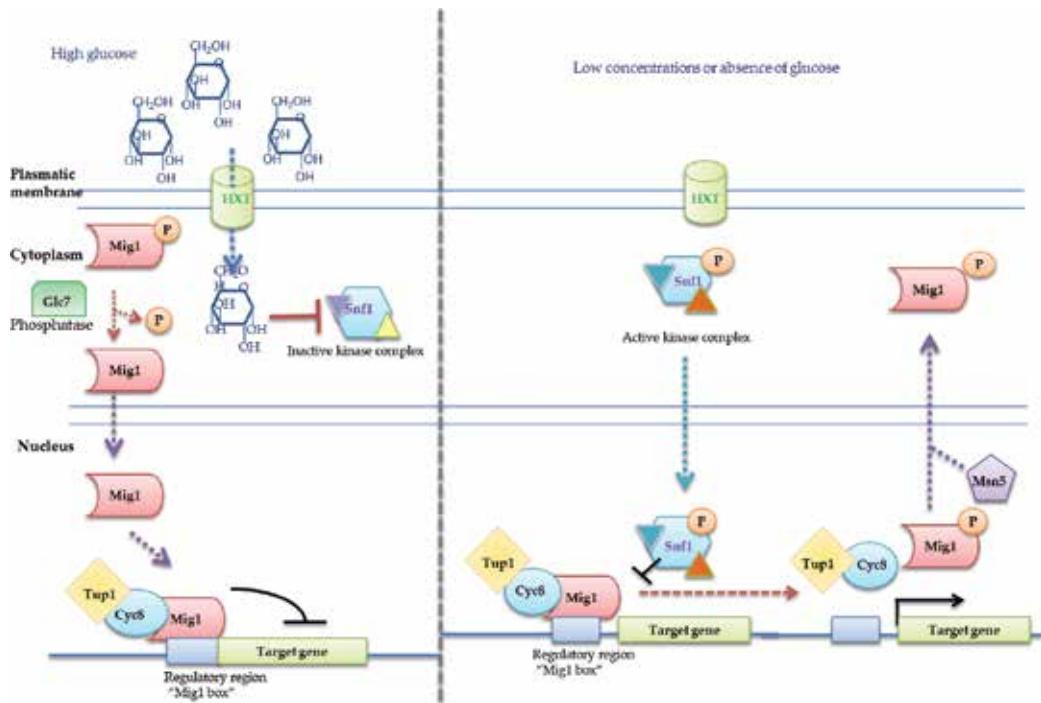 High glucose
CH₂OH
O
OH
OH
OH
OH
CH₂OH
O
OH
OH
OH
OH
CH₂OH
O
OH
OH
OH
OH
Plasmatic
membrane
HXT
Mig1
P
Cytoplasm
Glc7
Phosphatase
P
OH
OH
Snf1
Inactive kinase complex
Mig1
Nucleus
Mig1
Tup1
Cyc8
Mig1
Target gene
Regulatory region
"Mig1 box"
Low concentrations or absence of glucose
HXT
P
Snf1
Active kinase complex
P
Mig1
Msn5
P
Snf1
Tup1
Cyc8
Mig1
Target gene
Regulatory region
"Mig1 box"
Tup1
Cyc8
P
Mig1
Target gene